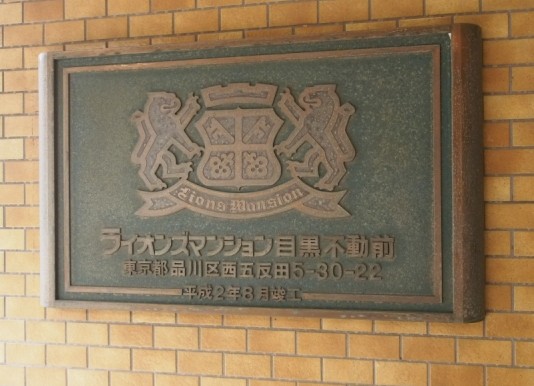 Lions Mansion
ライオンズマンション目黒不動前
東京都品川区西五反田5-30-22
平成2年8月竣工